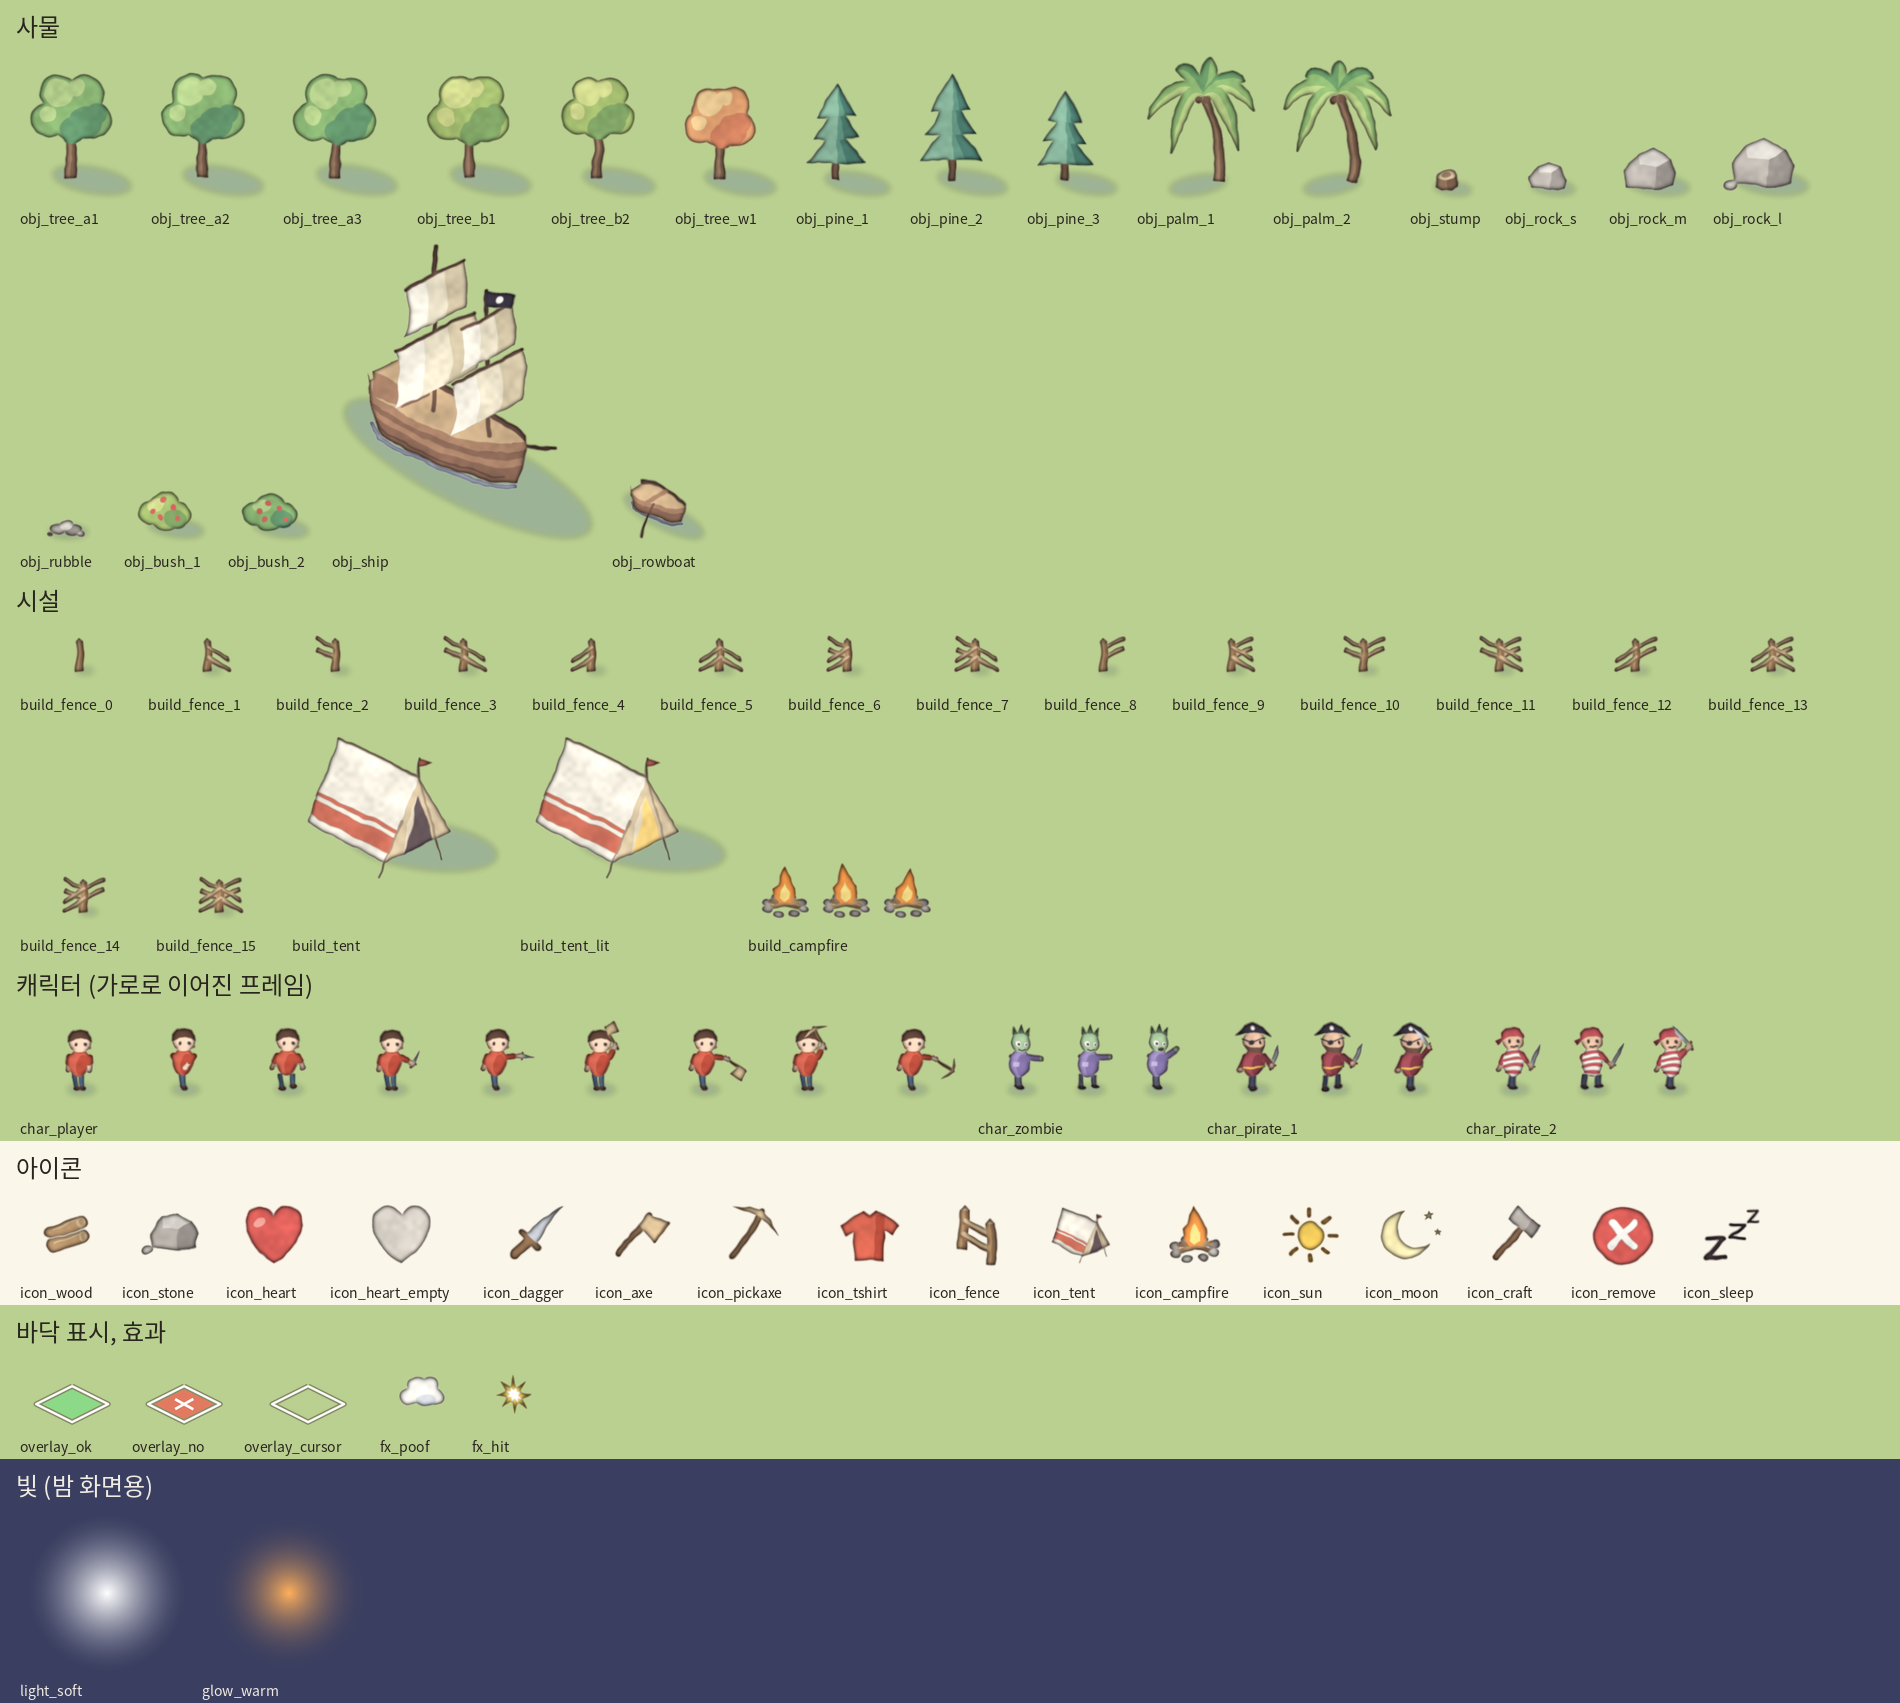 사물
obj_tree_a1 obj_tree_a2 obj_tree_a3 obj_tree_b1 obj_tree_b2 obj_tree_w1 obj_pine_1 obj_pine_2 obj_pine_3 obj_palm_1 obj_palm_2 obj_stump obj_rock_s obj_rock_m obj_rock_l
obj_rubble obj_bush_1 obj_bush_2 obj_ship obj_rowboat
시설
build_fence_0 build_fence_1 build_fence_2 build_fence_3 build_fence_4 build_fence_5 build_fence_6 build_fence_7 build_fence_8 build_fence_9 build_fence_10 build_fence_11 build_fence_12 build_fence_13
build_fence_14 build_fence_15 build_tent build_tent_lit build_campfire
캐릭터 (가로로 이어진 프레임)
char_player char_zombie char_pirate_1 char_pirate_2
아이콘
z z z
icon_wood icon_stone icon_heart icon_heart_empty icon_dagger icon_axe icon_pickaxe icon_tshirt icon_fence icon_tent icon_campfire icon_sun icon_moon icon_craft icon_remove icon_sleep
바닥 표시, 효과
overlay_ok overlay_no overlay_cursor fx_poof fx_hit
빛 (밤 화면용)
light_soft glow_warm